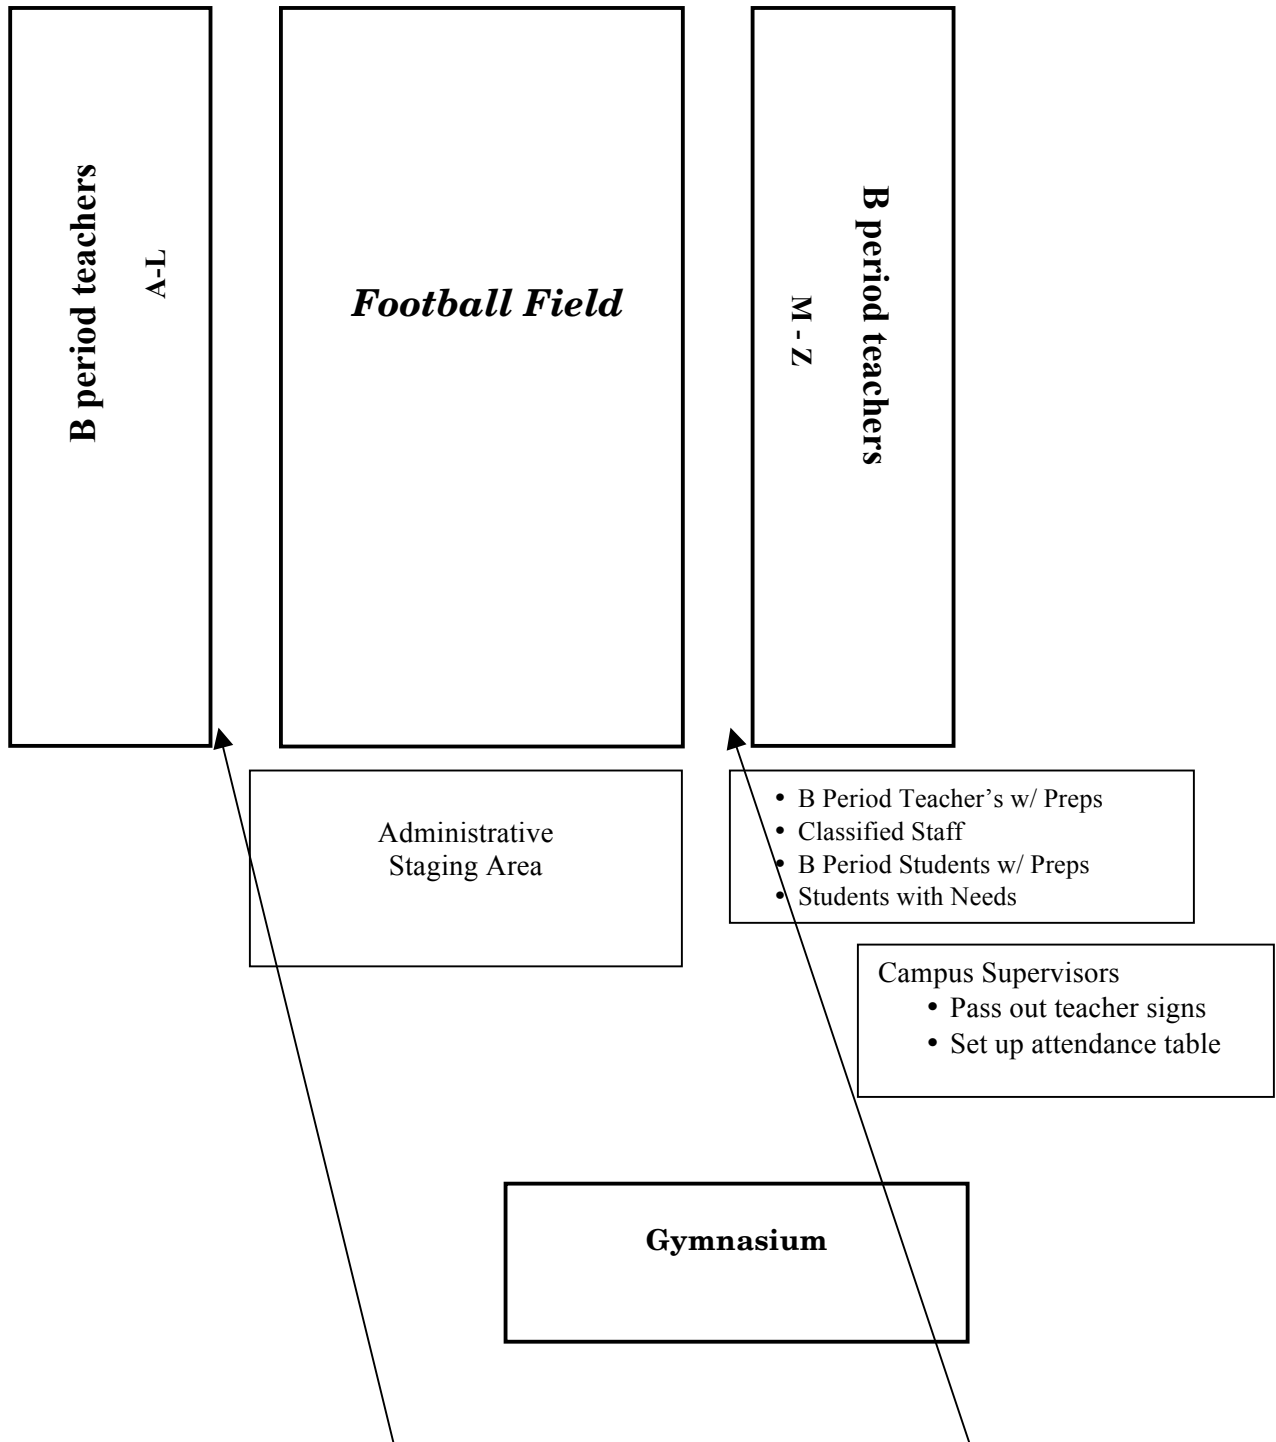 B period teachers
A-L
Football Field
B period teachers
M - Z
Administrative
Staging Area
• B Period Teacher’s w/ Preps
• Classified Staff
• B Period Students w/ Preps
• Students with Needs
Campus Supervisors
• Pass out teacher signs
• Set up attendance table
Gymnasium